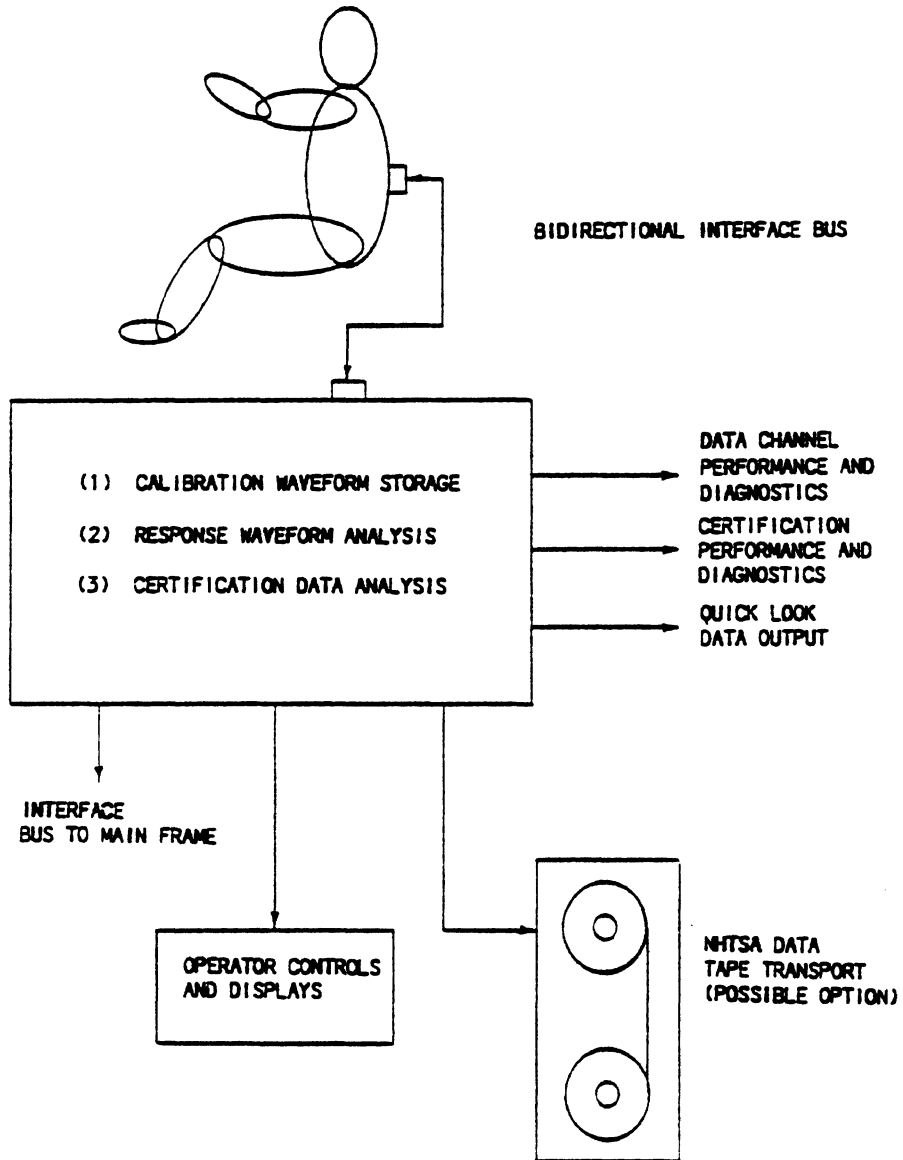 BIDIRECTIONAL INTERFACE BUS
(1) CALIBRATION WAVEFORM STORAGE
(2) RESPONSE WAVEFORM ANALYSIS
(3) CERTIFICATION DATA ANALYSIS
DATA CHANNEL
PERFORMANCE AND
DIAGNOSTICS
CERTIFICATION
PERFORMANCE AND
DIAGNOSTICS
QUICK LOOK
DATA OUTPUT
INTERFACE
BUS TO MAIN FRAME
OPERATOR CONTROLS
AND DISPLAYS
NHTSA DATA
TAPE TRANSPORT
(POSSIBLE OPTION)